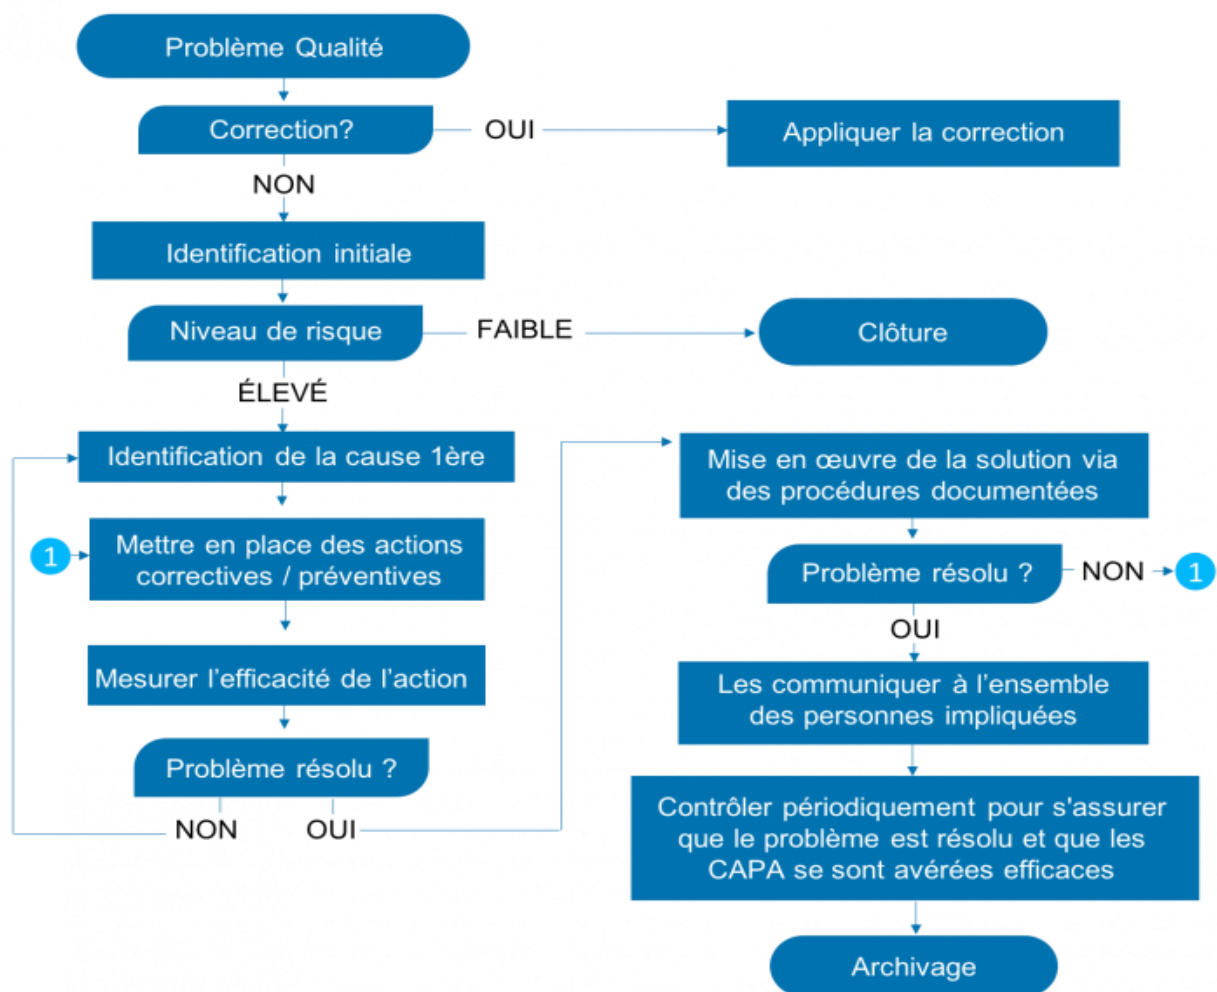 Problème Qualité
Correction?
OUI
Appliquer la correction
NON
Identification initiale
Niveau de risque
FAIBLE
Clôture
ÉLEVÉ
Identification de la cause 1ère
1
Mettre en place des actions
correctives / préventives
Mesurer l'efficacité de l'action
Problème résolu ?
NON
OUI
Mise en œuvre de la solution via
des procédures documentées
Problème résolu ?
NON
1
OUI
Les communiquer à l'ensemble
des personnes impliquées
Contrôler périodiquement pour s'assurer
que le problème est résolu et que les
CAPA se sont avérées efficaces
Archivage